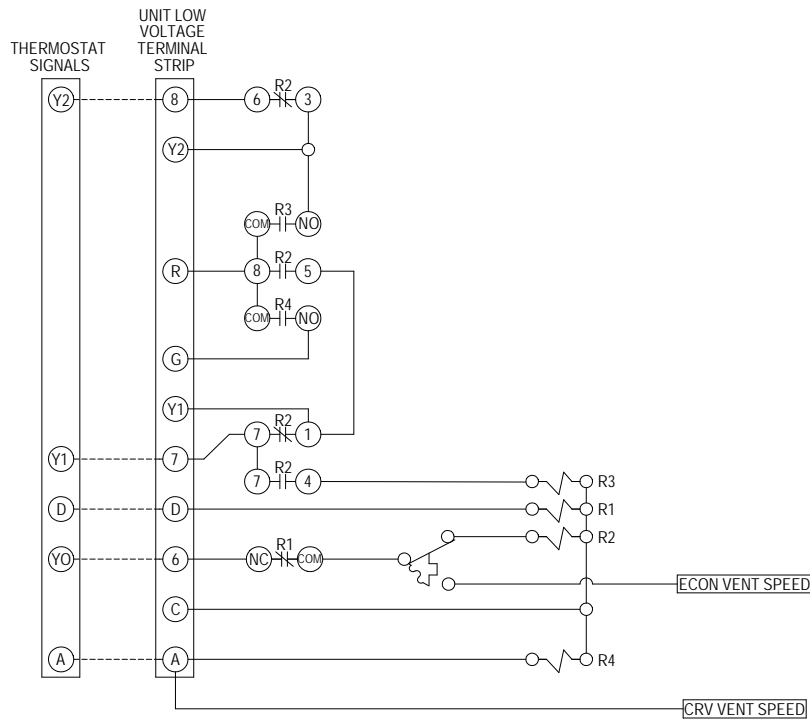 THERMOSTAT
SIGNALS
UNIT LOW
VOLTAGE
TERMINAL
STRIP
Y2
8
6
R2
3
Y2
COM
R3
NO
R
8
R2
5
COM
R4
NO
G
Y1
7
R2
1
Y1
7
7
R2
4
R3
D
D
R1
R2
YO
6
NC
R1
COM
ECON VENT SPEED
C
A
A
R4
CRV VENT SPEED